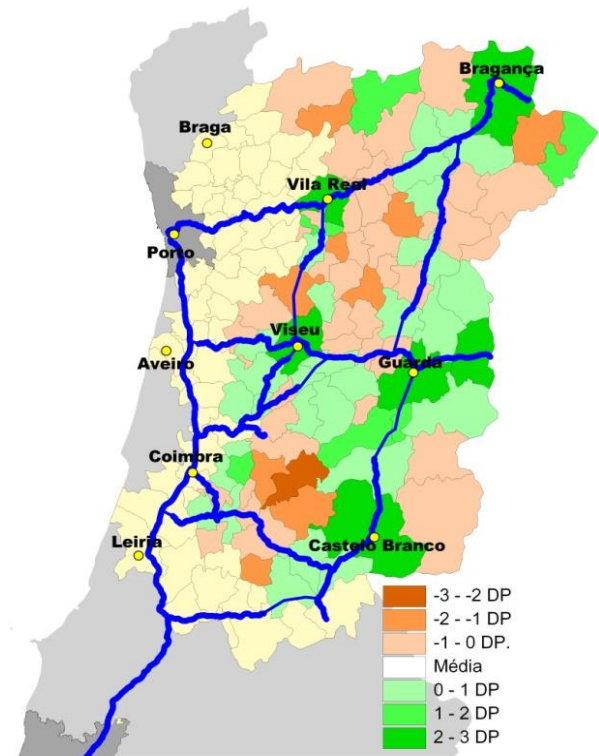 Bragança
Braga
Vila Real
Porto
Viseu
Aveiro
Guarda
Coimbra
Leiria
Castelo Branco
-3 - -2 DP
-2 - -1 DP
-1 - 0 DP.
Média
0 - 1 DP
1 - 2 DP
2 - 3 DP